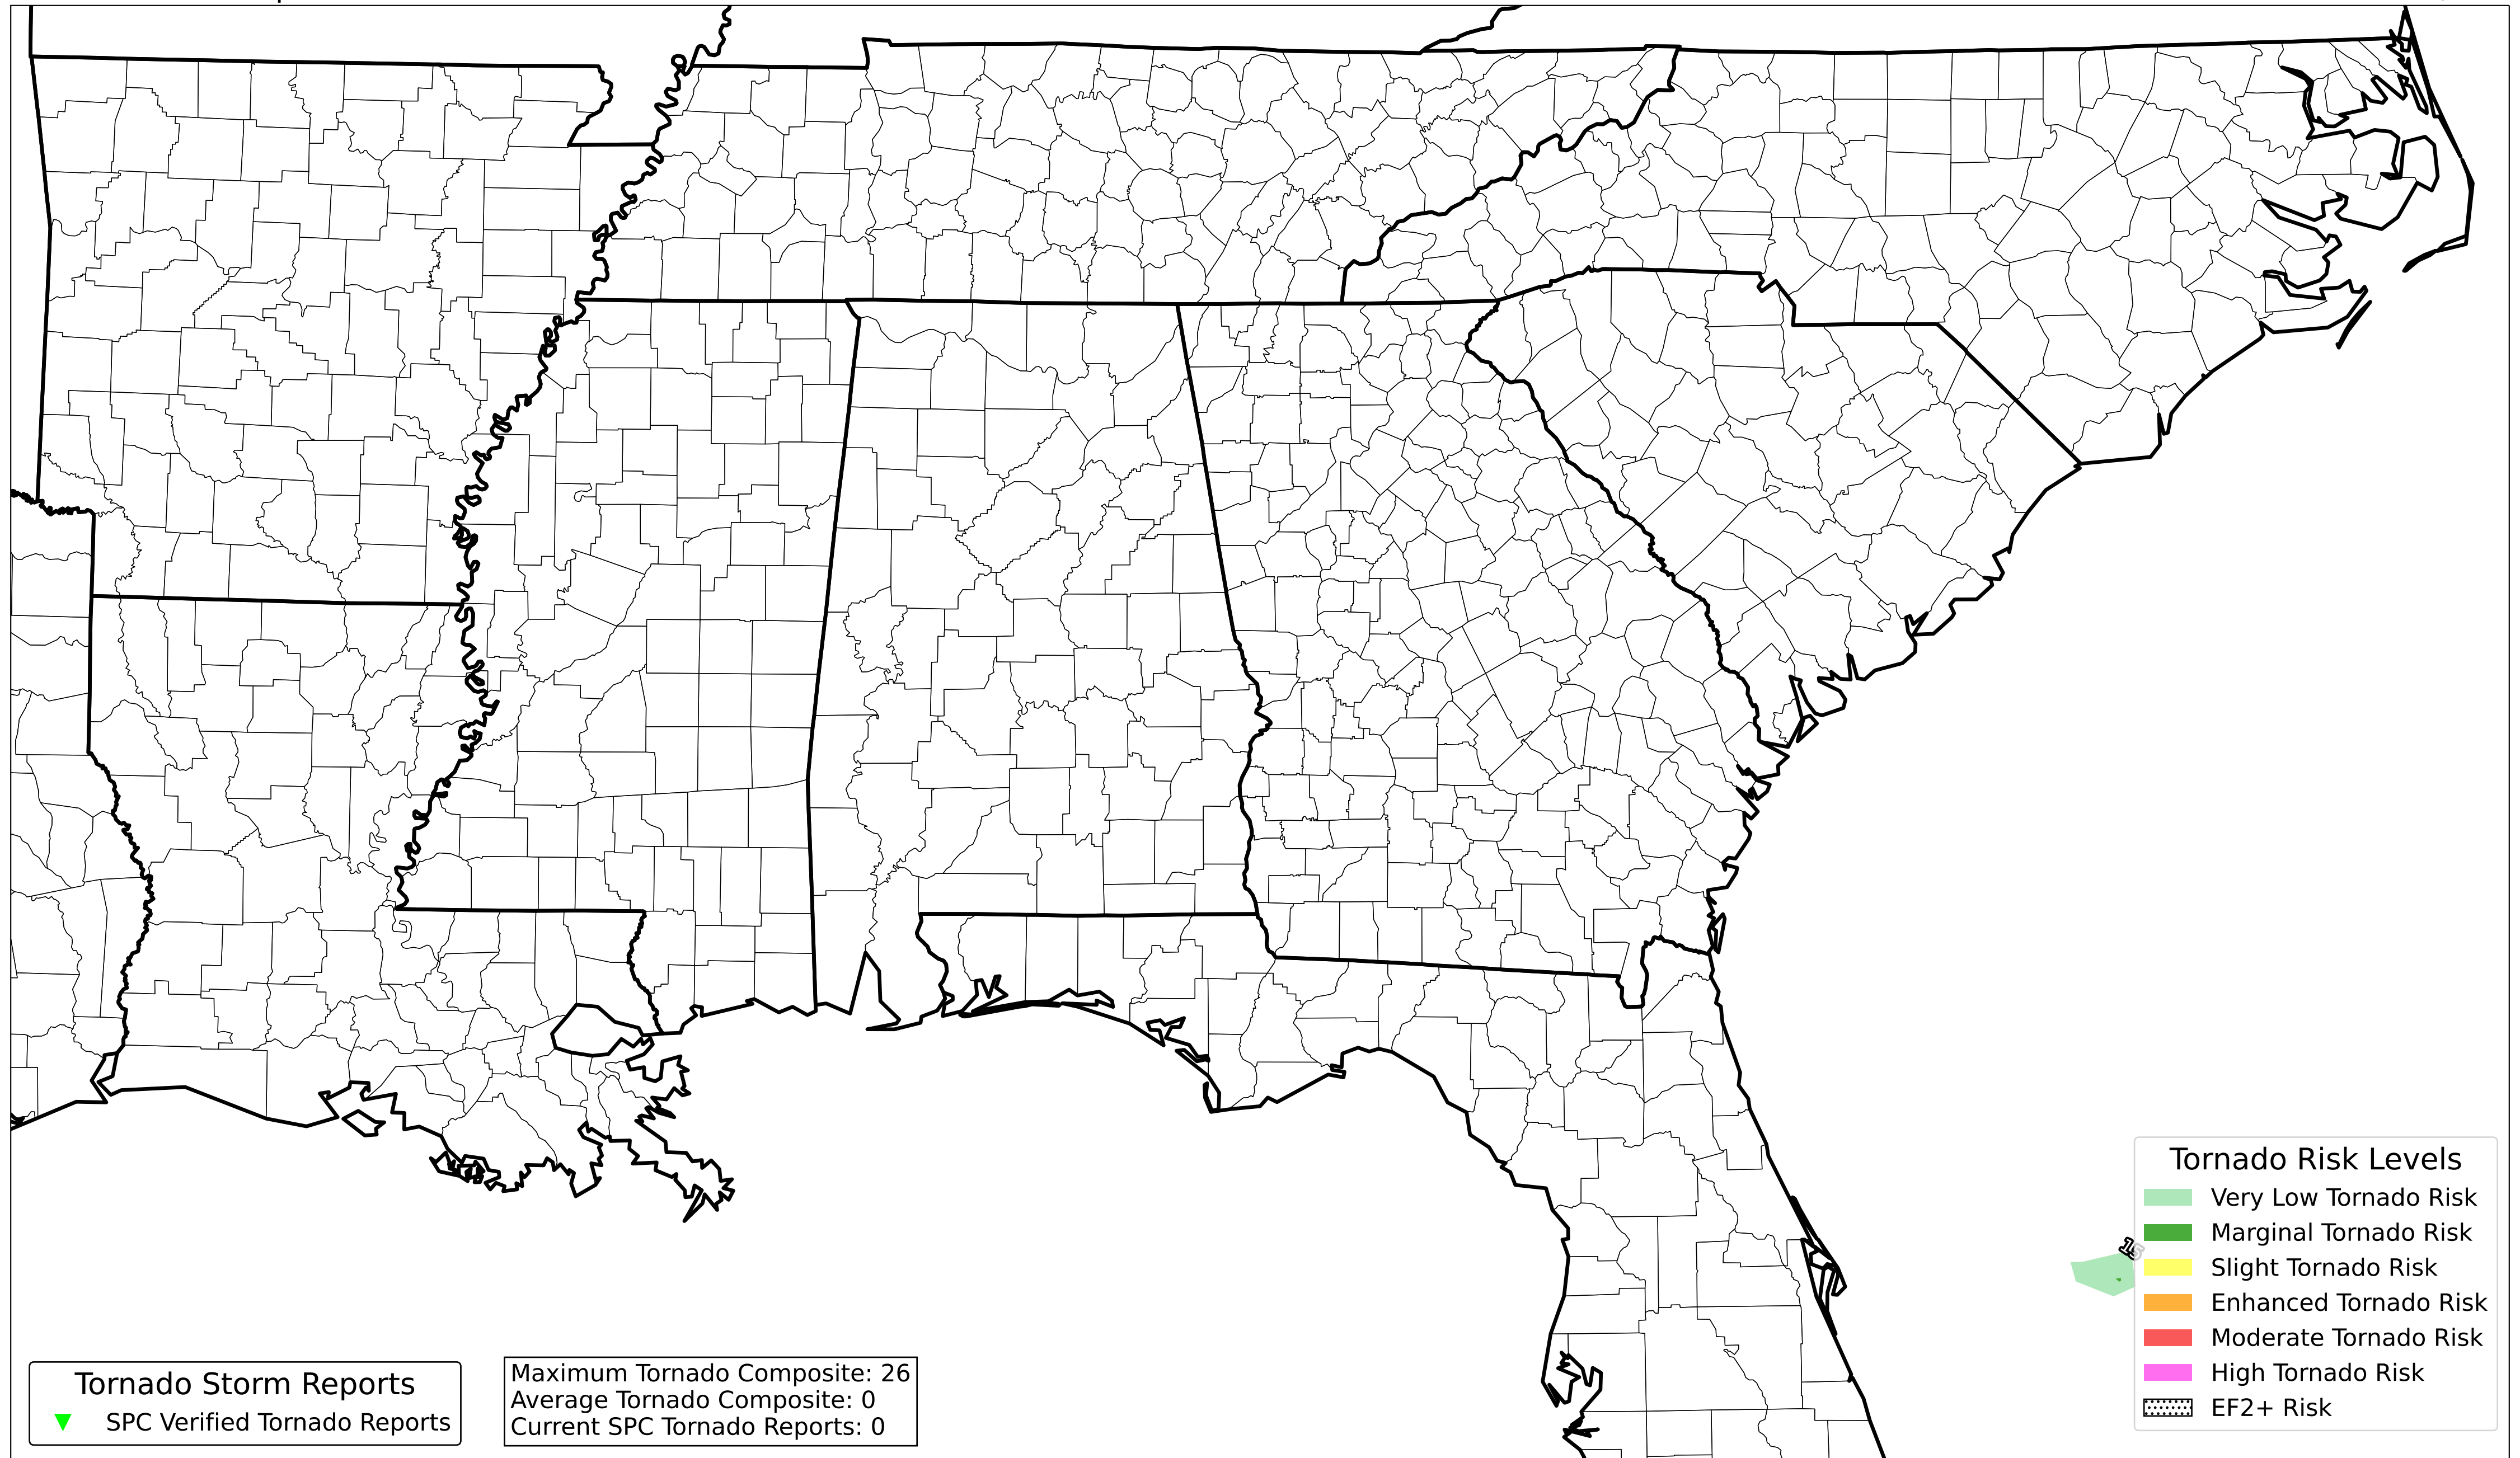 15
Tornado Risk Levels
Very Low Tornado Risk
Marginal Tornado Risk
Slight Tornado Risk
Enhanced Tornado Risk
Moderate Tornado Risk
High Tornado Risk
EF2+ Risk
Tornado Storm Reports
SPC Verified Tornado Reports
Maximum Tornado Composite: 26
Average Tornado Composite: 0
Current SPC Tornado Reports: 0